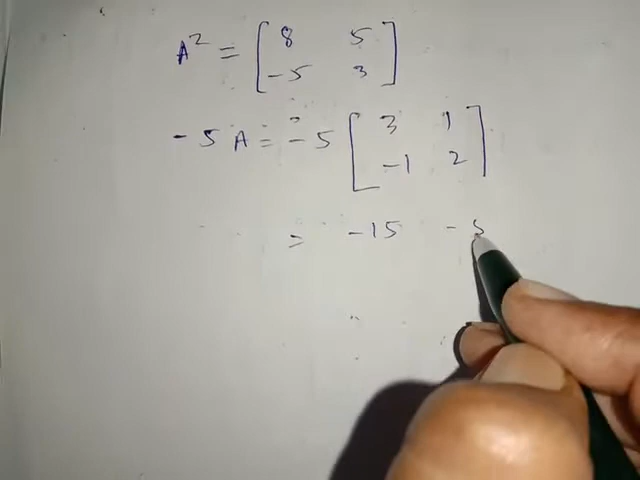 A² = [ 8 5
-5 3 ]
-5 A = -5 [ 3 1
-1 2 ]
= -15 -5